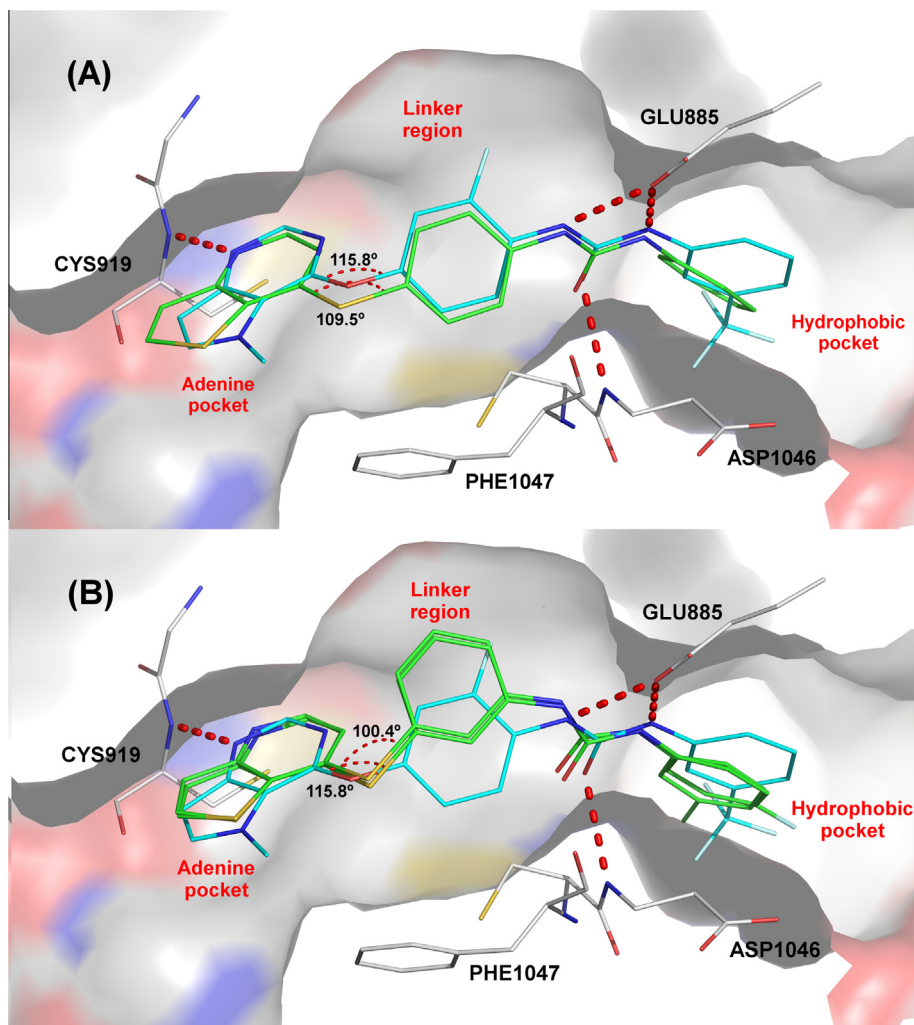 (A)
Linker
region
GLU885
CYS919
115.8º
109.5º
Hydrophobic
pocket
Adenine
pocket
PHE1047
ASP1046
(B)
Linker
region
GLU885
CYS919
100.4º
115.8º
Hydrophobic
pocket
Adenine
pocket
PHE1047
ASP1046